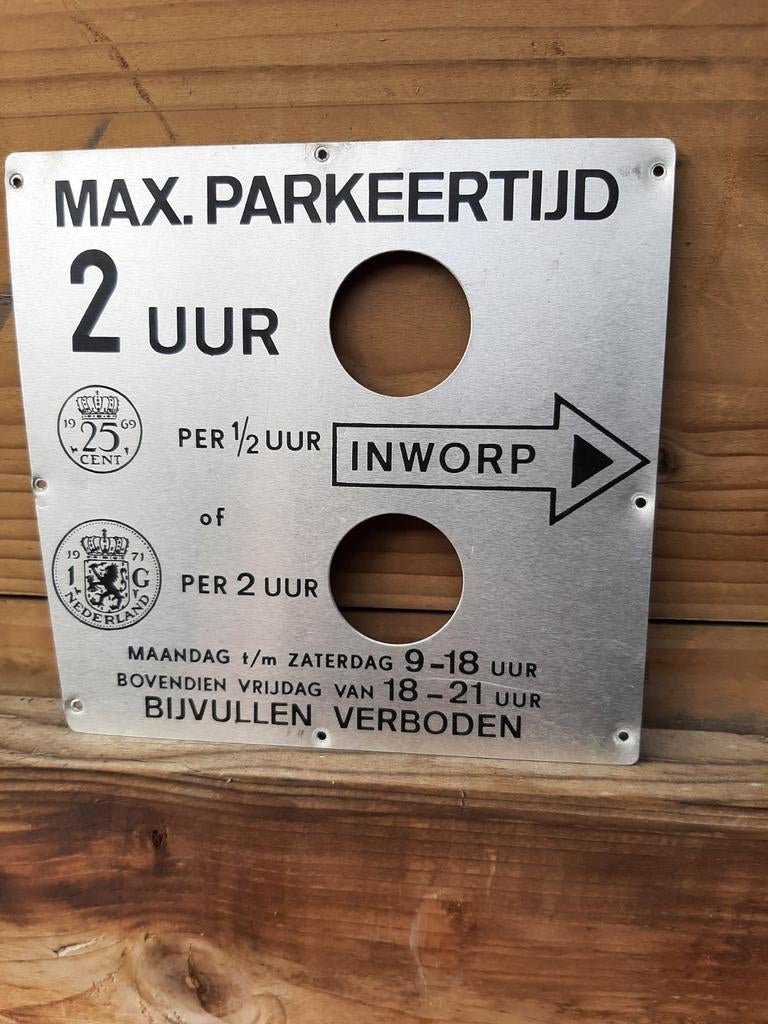 MAX. PARKEERTIJD
2 UUR
19 69
25
CENT
PER 1/2 UUR
INWORP
of
19 71
1 G
NEDERLAND
PER 2 UUR
MAANDAG t/m ZATERDAG 9-18 UUR
BOVENDIEN VRIJDAG VAN 18-21 UUR
BIJVULLEN VERBODEN